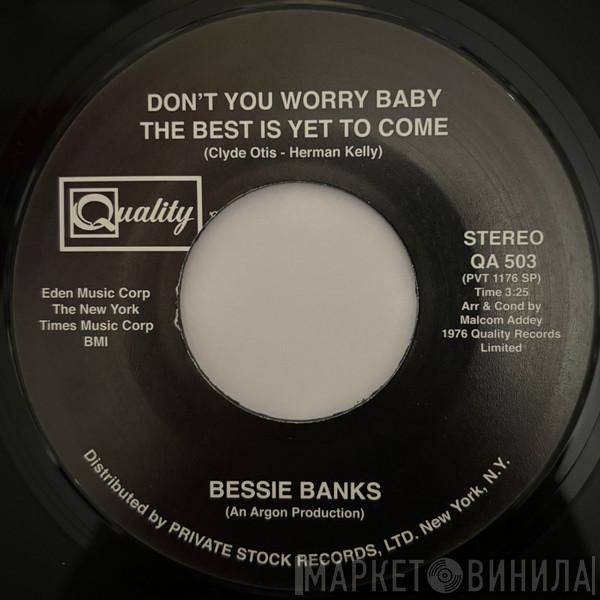 DON'T YOU WORRY BABY
THE BEST IS YET TO COME
(Clyde Otis - Herman Kelly)
Quality
STEREO
QA 503
(PVT 1176 SP)
Time 3:25
Arr & Cond by
Malcom Addey
1976 Quality Records
Limited
Eden Music Corp
The New York
Times Music Corp
BMI
BESSIE BANKS
(An Argon Production)
Distributed by PRIVATE STOCK RECORDS, LTD. New York, N.Y.
МАРКЕТ ВИНИЛА